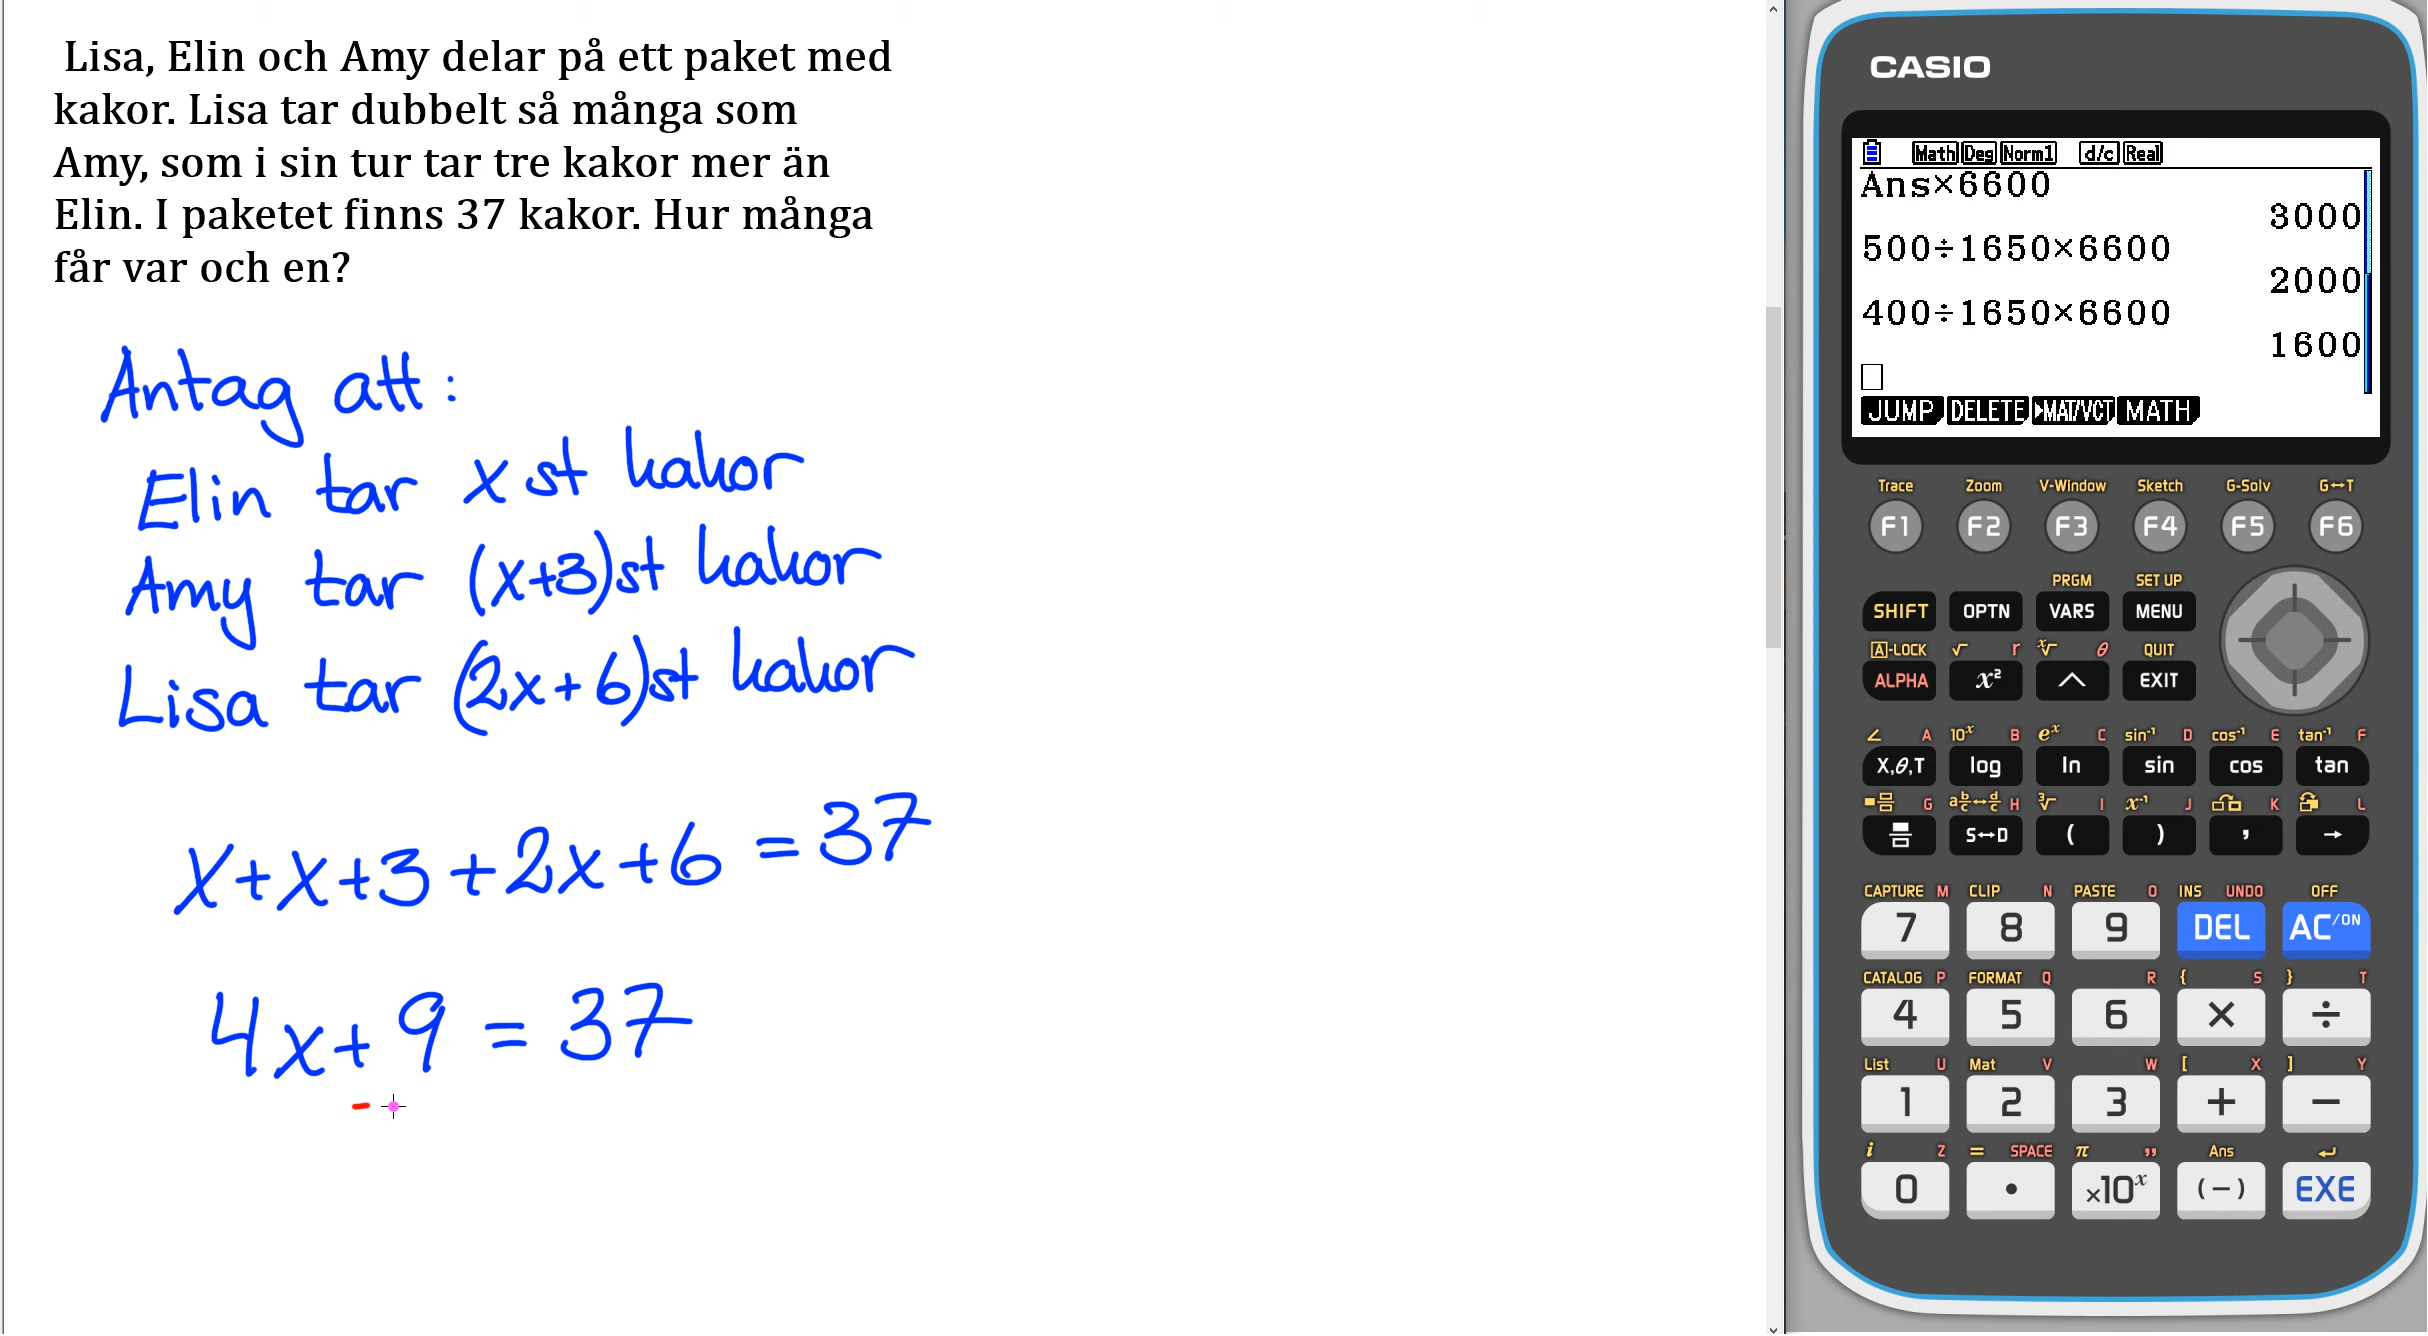 Lisa, Elin och Amy delar på ett paket med
kakor. Lisa tar dubbelt så många som
Amy, som i sin tur tar tre kakor mer än
Elin. I paketet finns 37 kakor. Hur många
får var och en?
Antag att:
Elin tar x st kakor
Amy tar (x+3)st kakor
Lisa tar (2x+6)st kakor
x+x+3+2x+6=37
4x+9=37
-
CASIO
Math Deg Norm1 d/c Real
Ans×6600
3000
500÷1650×6600
2000
400÷1650×6600
1600
JUMP DELETE ▶MAT/VCT MATH
Trace Zoom V-Window Sketch G-Solv G↔T
F1 F2 F3 F4 F5 F6
PRGM SET UP
SHIFT OPTN VARS MENU
A-LOCK √ r ˣ√ θ QUIT
ALPHA x² ^ EXIT
∠ A 10ˣ B eˣ C sin⁻¹ D cos⁻¹ E tan⁻¹ F
X,θ,T log ln sin cos tan
G a b/c↔d/c H ³√ I x⁻¹ J K L
S↔D ( ) , →
CAPTURE M CLIP N PASTE O INS UNDO OFF
7 8 9 DEL AC/ON
CATALOG P FORMAT Q R { S } T
4 5 6 × ÷
List U Mat V W [ X ] Y
1 2 3 + −
i Z = SPACE π ,, Ans ↵
0 • ×10ˣ (−) EXE